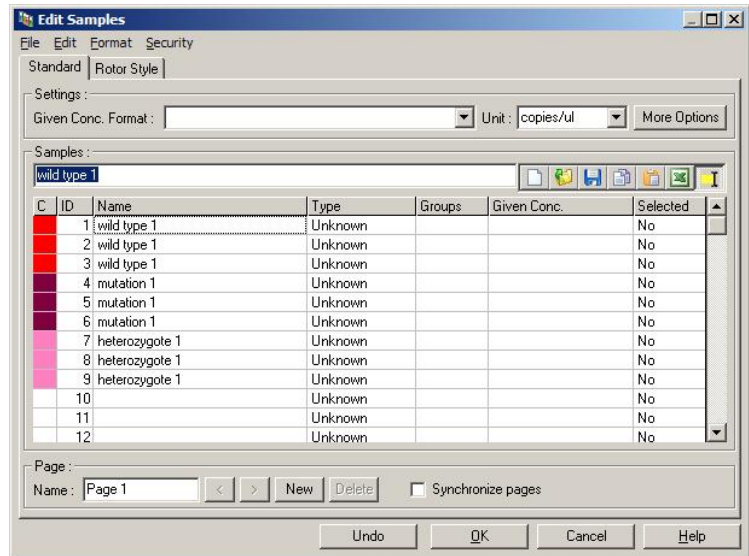 Edit Samples
File Edit Format Security
Standard Rotor Style
Settings :
Given Conc. Format : Unit : copies/ul More Options
Samples :
wild type 1
C ID Name Type Groups Given Conc. Selected
1 wild type 1 Unknown No
2 wild type 1 Unknown No
3 wild type 1 Unknown No
4 mutation 1 Unknown No
5 mutation 1 Unknown No
6 mutation 1 Unknown No
7 heterozygote 1 Unknown No
8 heterozygote 1 Unknown No
9 heterozygote 1 Unknown No
10 Unknown No
11 Unknown No
12 Unknown No
Page :
Name : Page 1 < > New Delete Synchronize pages
Undo OK Cancel Help